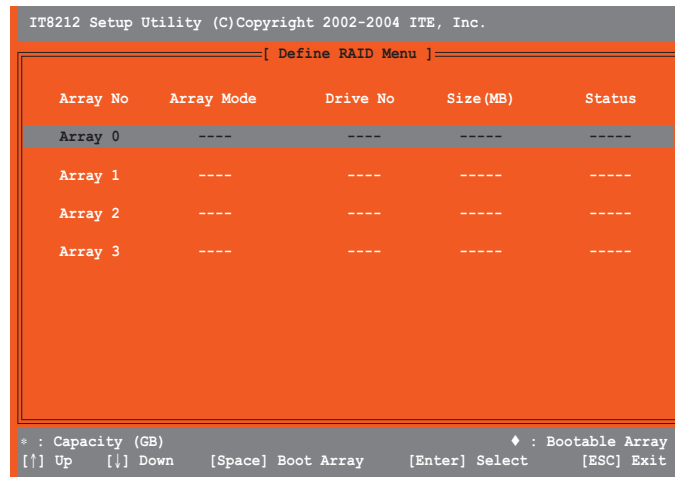 IT8212 Setup Utility (C)Copyright 2002-2004 ITE, Inc.
[ Define RAID Menu ]
Array No Array Mode Drive No Size(MB) Status
Array 0 ---- ---- ----- -----
Array 1 ---- ---- ----- -----
Array 2 ---- ---- ----- -----
Array 3 ---- ---- ----- -----
* : Capacity (GB) ♦ : Bootable Array
[↑] Up [↓] Down [Space] Boot Array [Enter] Select [ESC] Exit